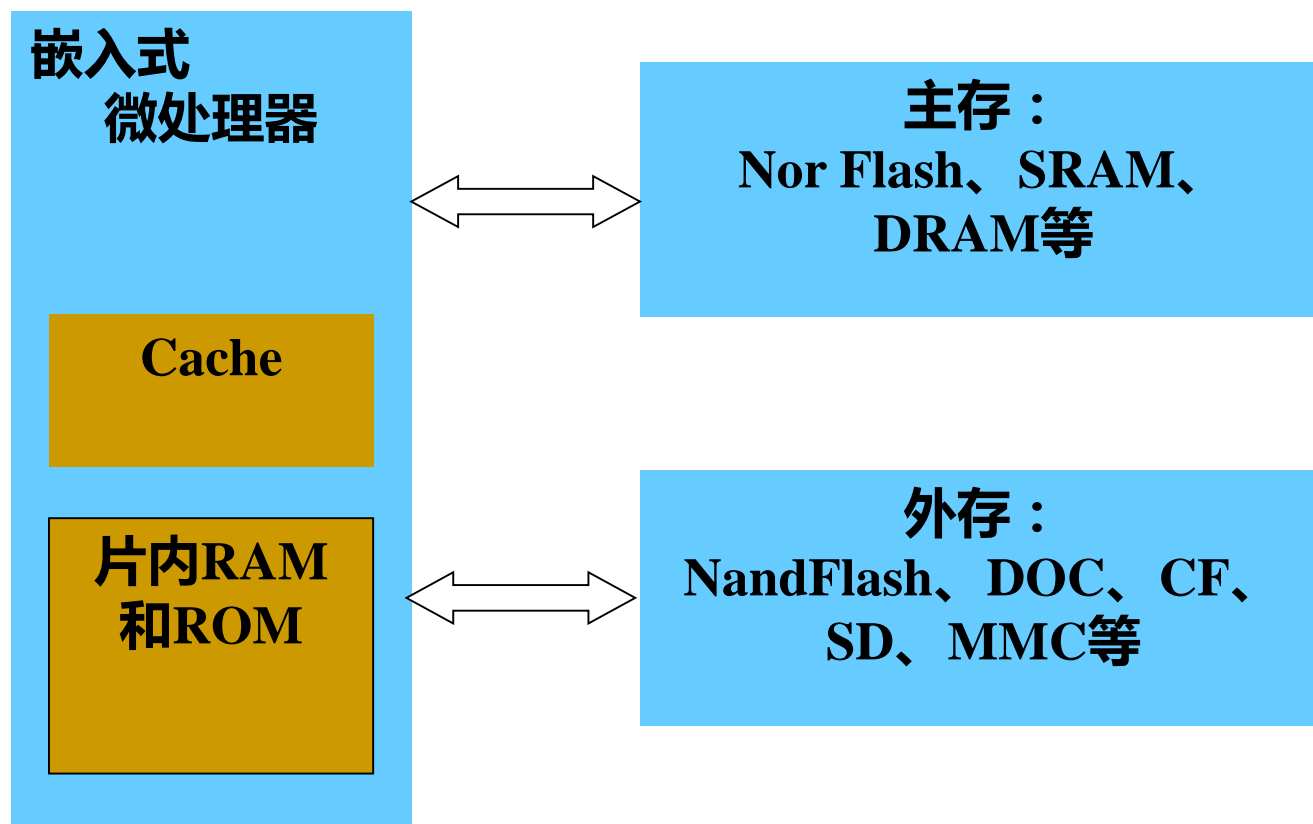 嵌入式
微处理器
主存：
Nor Flash、SRAM、
DRAM等
Cache
片内RAM
和ROM
外存：
NandFlash、DOC、CF、
SD、MMC等